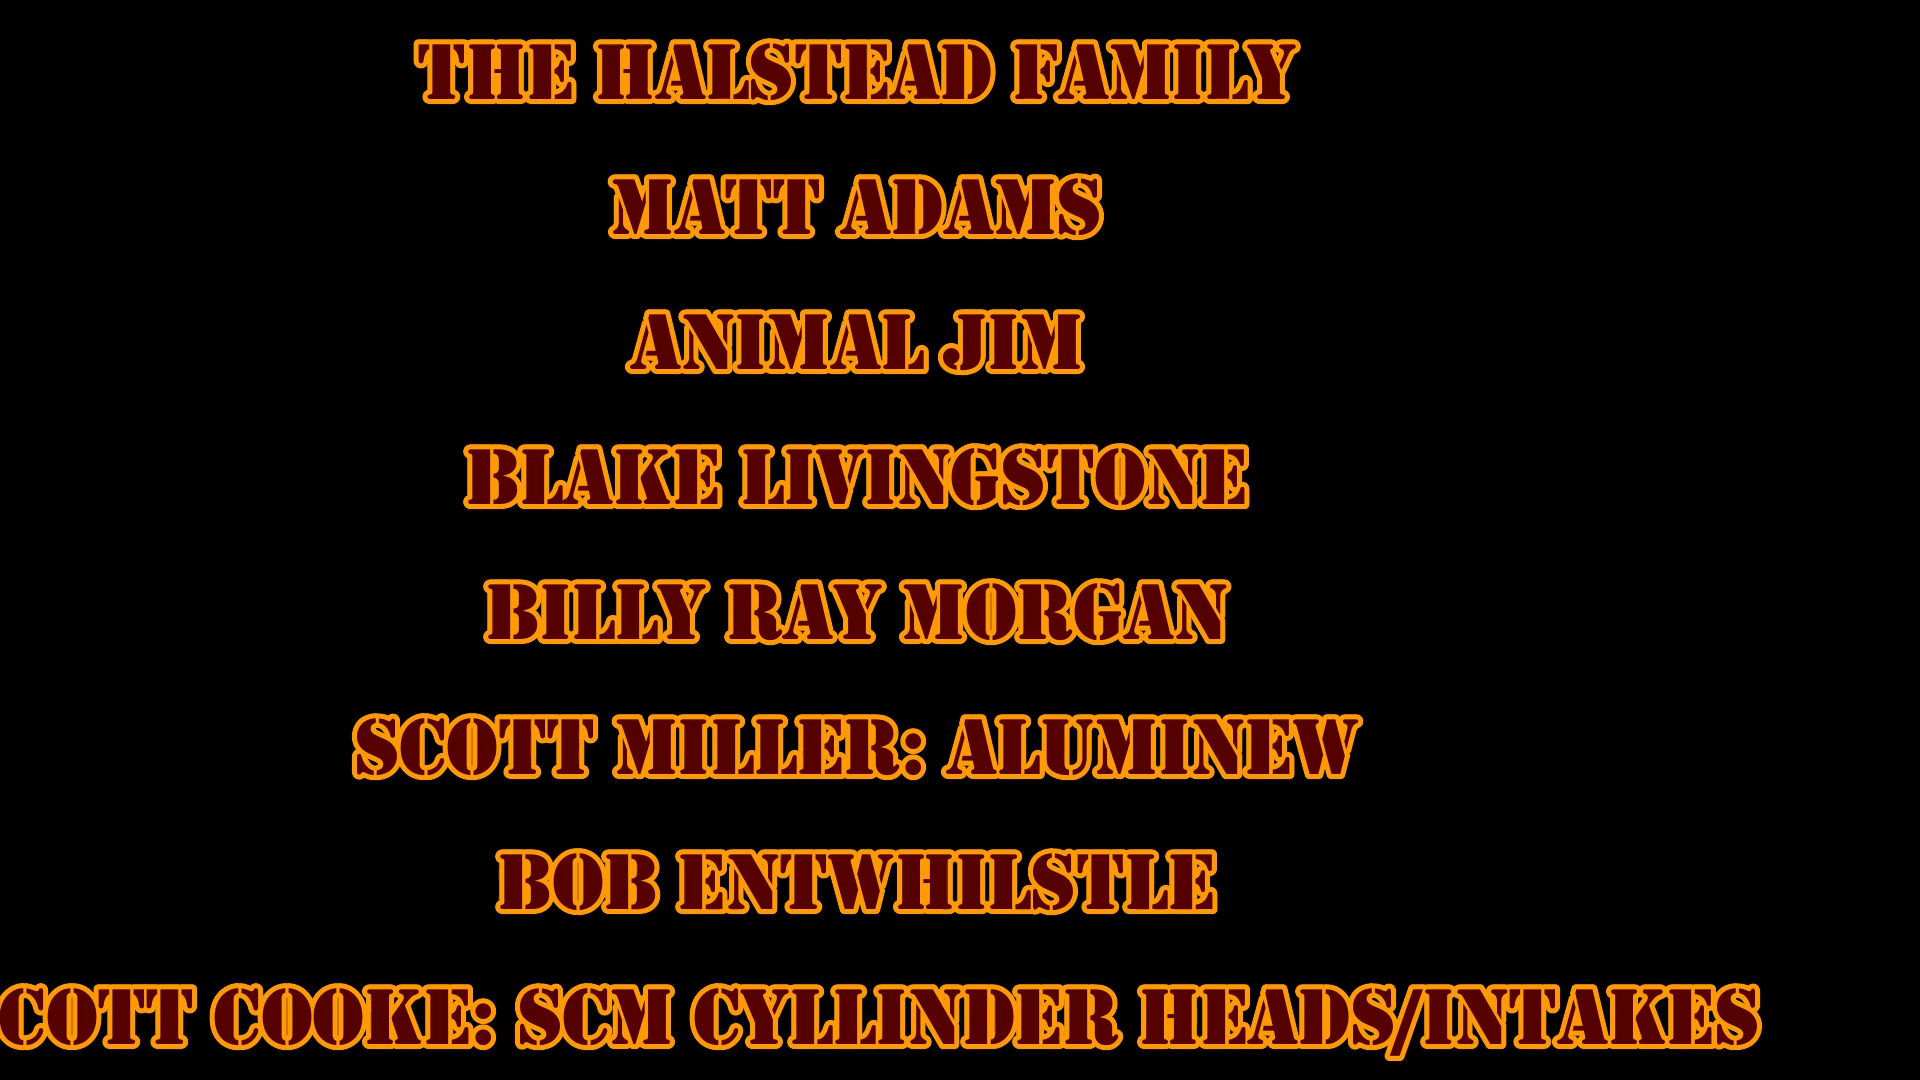 THE HALSTEAD FAMILY
MATT ADAMS
ANIMAL JIM
BLAKE LIVINGSTONE
BILLY RAY MORGAN
SCOTT MILLER: ALUMINEW
BOB ENTWHILSTLE
COTT COOKE: SCM CYLLINDER HEADS/INTAKES